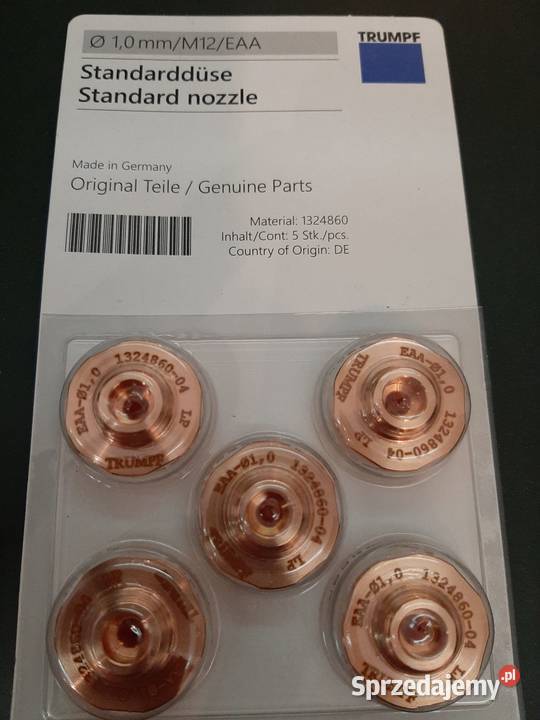 Ø 1,0 mm/M12/EAA
TRUMPF
Standarddüse
Standard nozzle
Made in Germany
Original Teile / Genuine Parts
Material: 1324860
Inhalt/Cont: 5 Stk./pcs.
Country of Origin: DE
EAA-Ø1,0 1324860-04 LP
TRUMPF
EAA-Ø1,0 1324860-04 LP
TRUMPF
EAA-Ø1,0 1324860-04 LP
EAA-Ø1,0 1324860-04
Sprzedajemy.pl